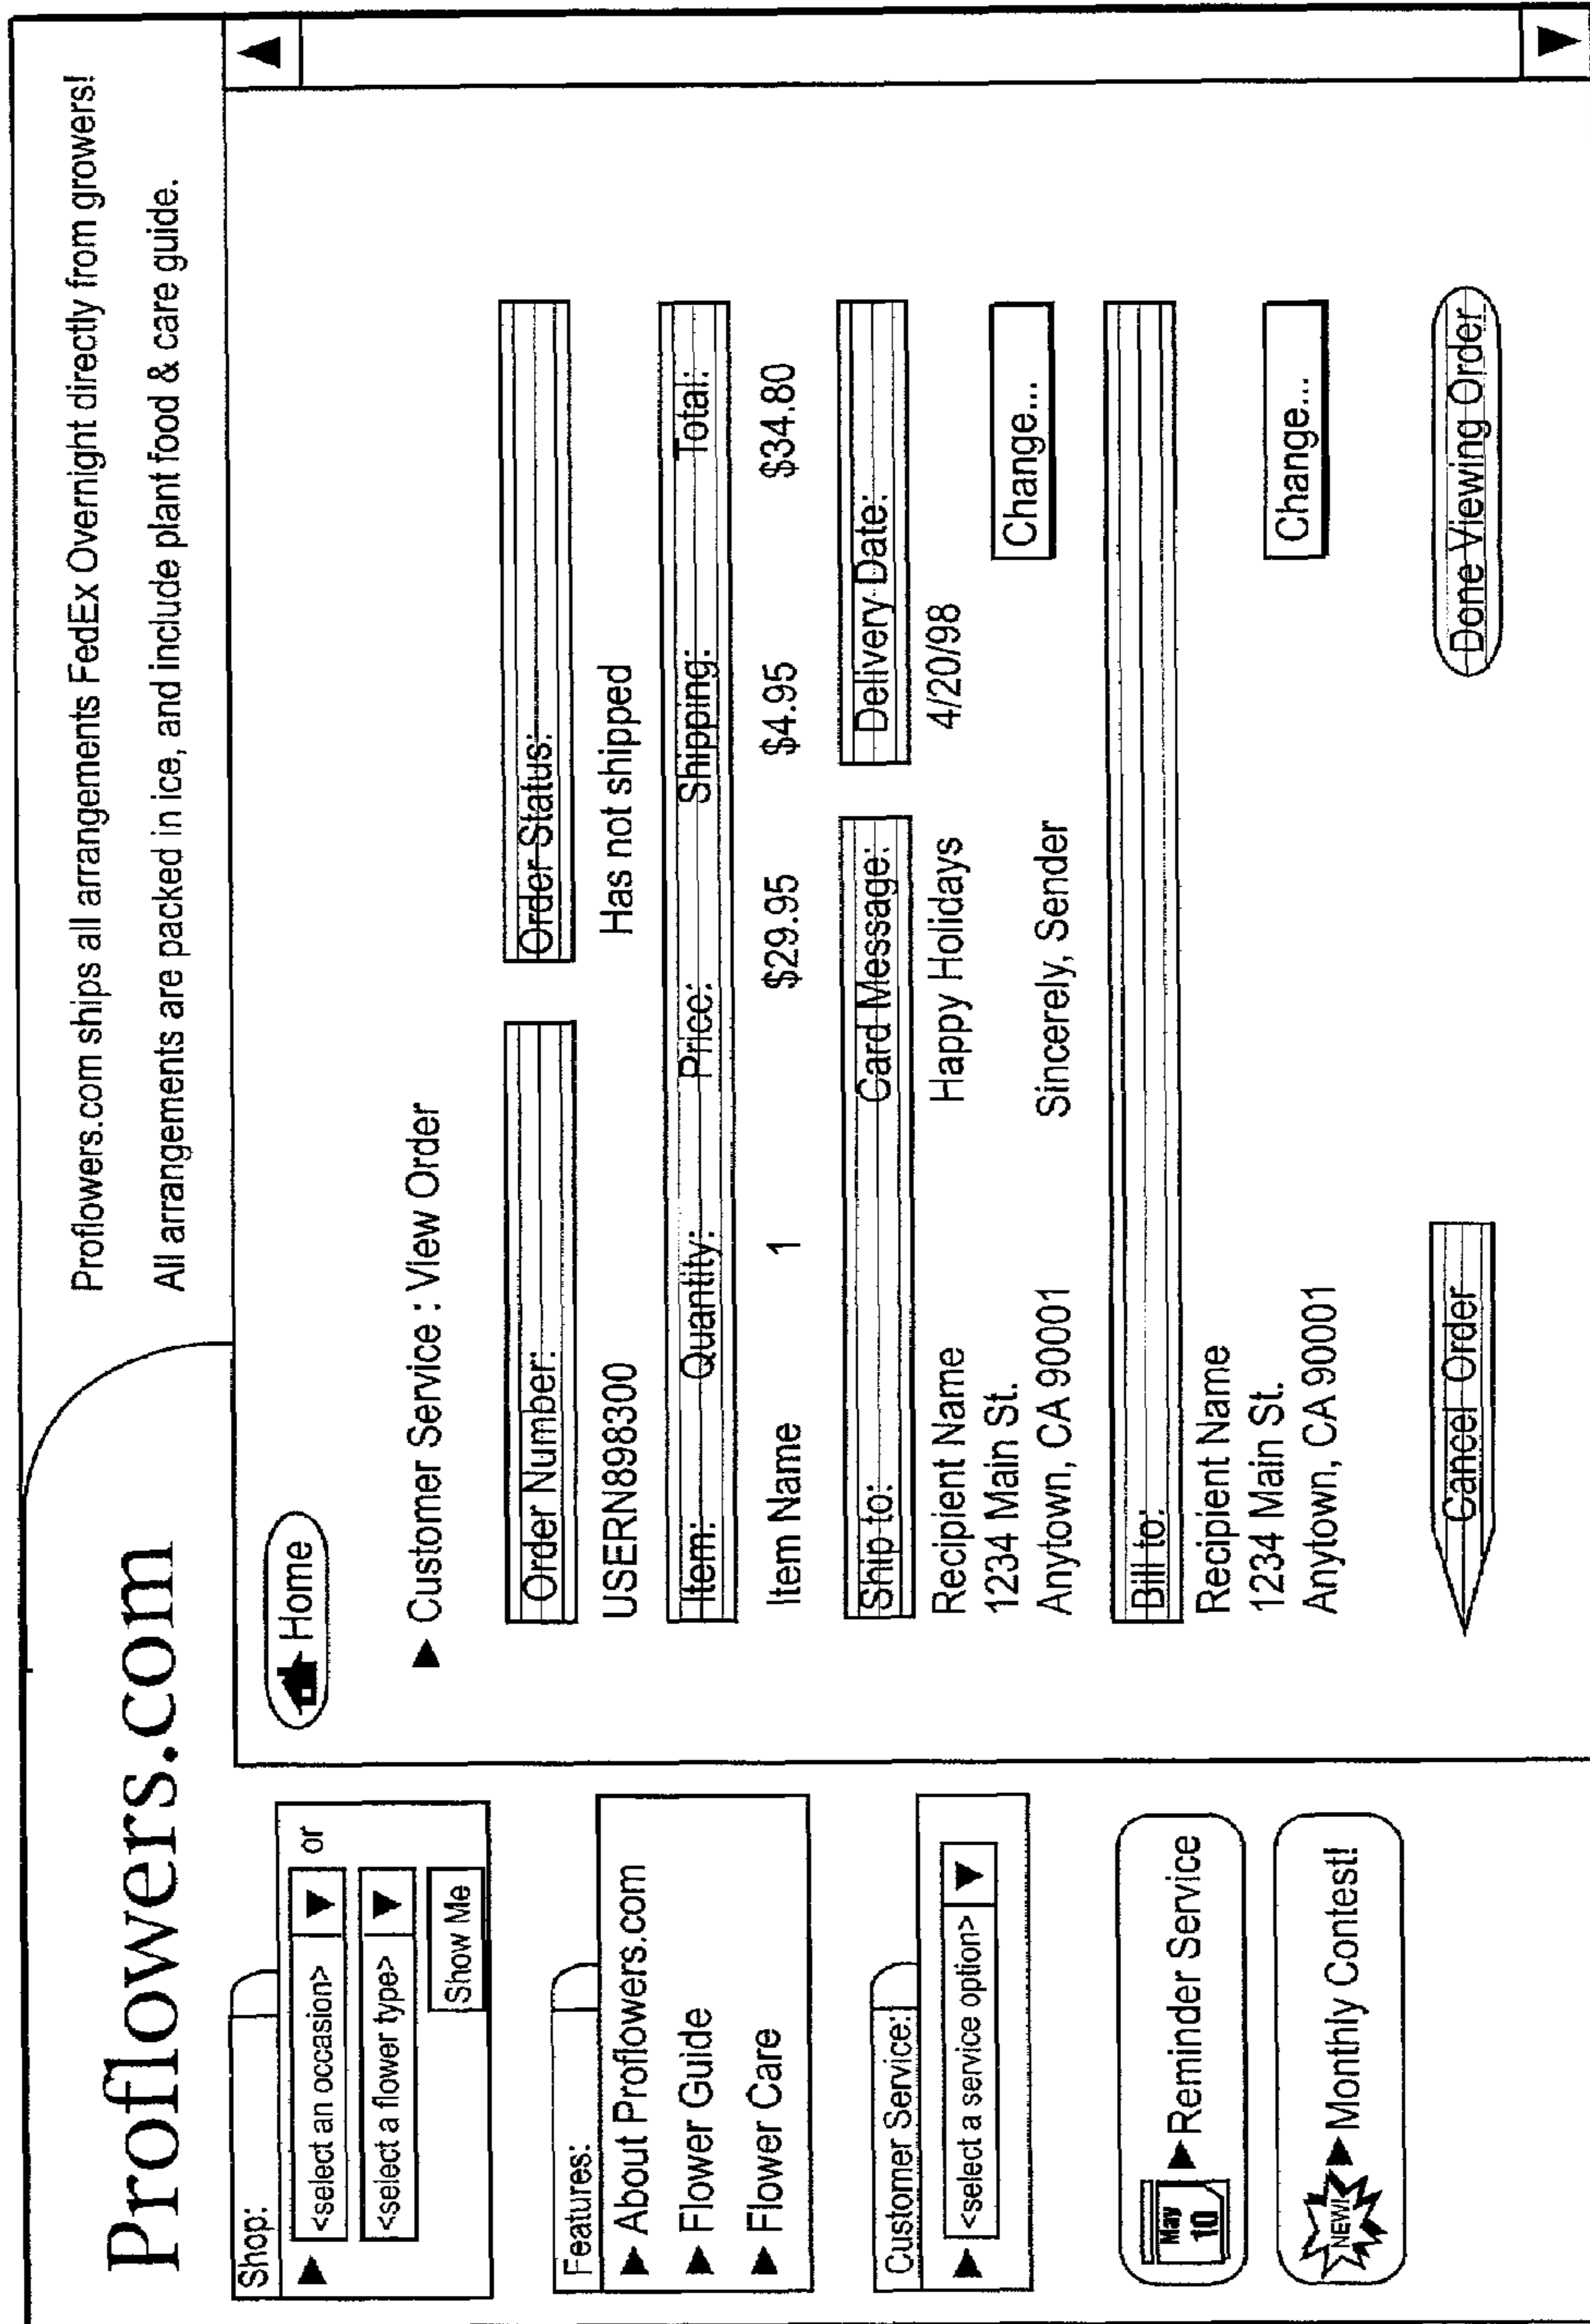 Proflowers.com
Proflowers.com ships all arrangements FedEx Overnight directly from growers!
All arrangements are packed in ice, and include plant food & care guide.
Shop:
<select an occasion> or
<select a flower type>
Show Me
Features:
About Proflowers.com
Flower Guide
Flower Care
Customer Service:
<select a service option>
May
10
Reminder Service
NEW!
Monthly Contest!
Home
Customer Service : View Order
Order Number: Order Status:
USERN898300 Has not shipped
Item: Quantity: Price: Shipping: Total:
Item Name 1 $29.95 $4.95 $34.80
Ship to: Card Message: Delivery Date:
Recipient Name Happy Holidays 4/20/98
1234 Main St. Change...
Anytown, CA 90001 Sincerely, Sender
Bill to:
Recipient Name
1234 Main St. Change...
Anytown, CA 90001
Cancel Order Done Viewing Order